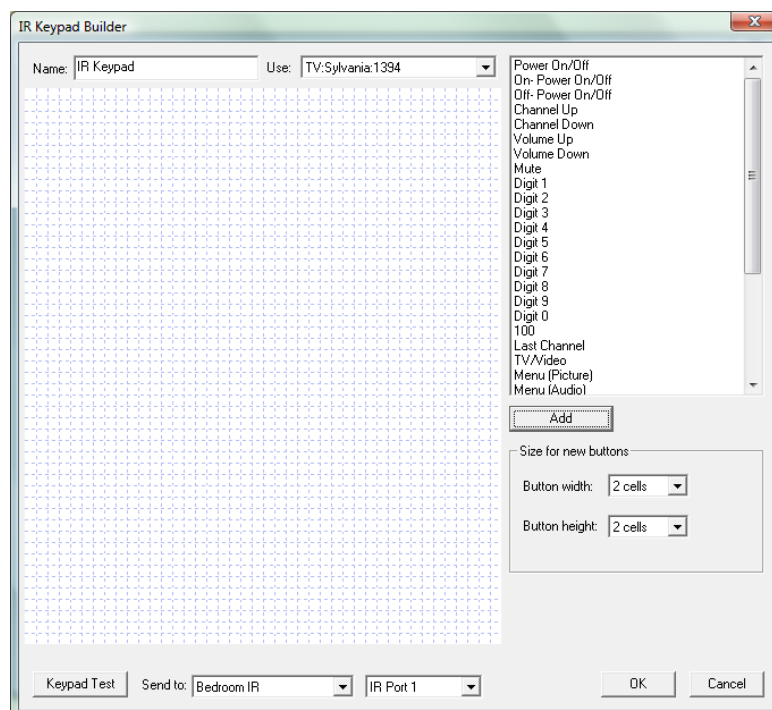 IR Keypad Builder
Name: IR Keypad Use: TV:Sylvania:1394
Power On/Off
On- Power On/Off
Off- Power On/Off
Channel Up
Channel Down
Volume Up
Volume Down
Mute
Digit 1
Digit 2
Digit 3
Digit 4
Digit 5
Digit 6
Digit 7
Digit 8
Digit 9
Digit 0
100
Last Channel
TV/Video
Menu (Picture)
Menu (Audio)
Add
Size for new buttons
Button width: 2 cells
Button height: 2 cells
Keypad Test Send to: Bedroom IR IR Port 1 OK Cancel